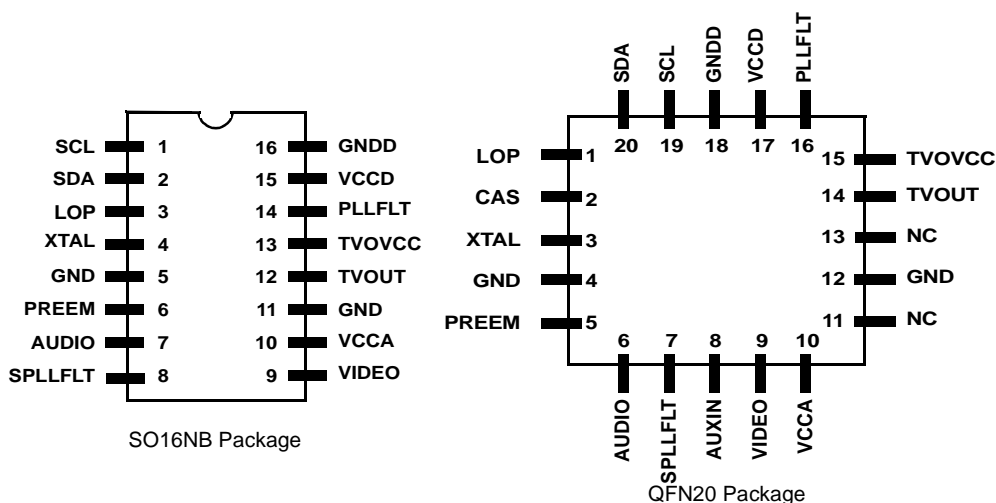 SCL 1 16 GNDD
SDA 2 15 VCCD
LOP 3 14 PLLFLT
XTAL 4 13 TVOVCC
GND 5 12 TVOUT
PREEM 6 11 GND
AUDIO 7 10 VCCA
SPLLFLT 8 9 VIDEO
SO16NB Package
SDA SCL GNDD VCCD PLLFLT
20 19 18 17 16
LOP 1 15 TVOVCC
CAS 2 14 TVOUT
XTAL 3 13 NC
GND 4 12 GND
PREEM 5 11 NC
6 7 8 9 10
AUDIO SPLLFLT AUXIN VIDEO VCCA
QFN20 Package